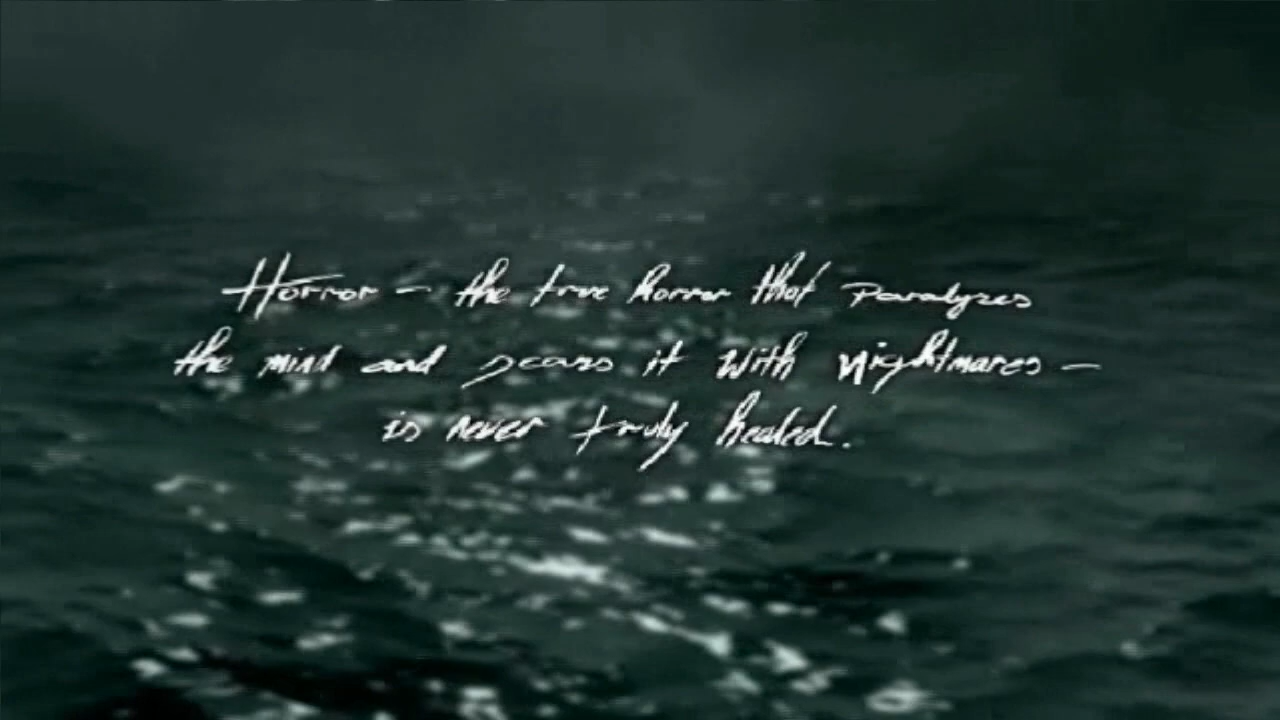 Horror - the true horror that paralyzes
the mind and scars it with nightmares -
is never truly healed.